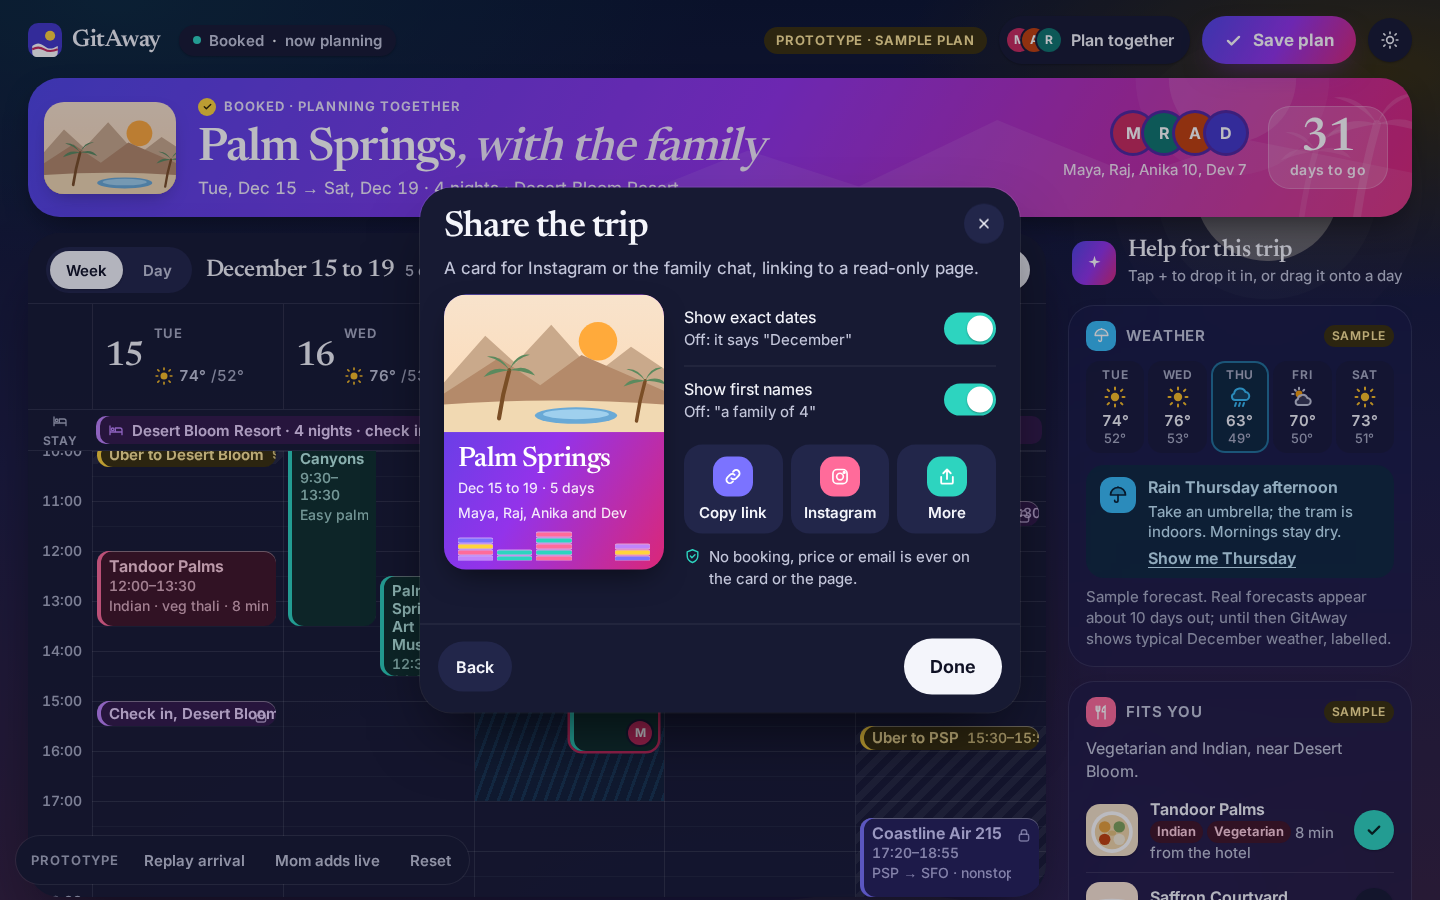 GitAway
Booked · now planning
PROTOTYPE · SAMPLE PLAN
R
Plan together
Save plan
BOOKED · PLANNING TOGETHER
Palm Springs, with the family
Tue, Dec 15 → Sat, Dec 19 · 4 nights · Desert Bloom Resort
M R A D
Maya, Raj, Anika 10, Dev 7
31
days to go
Week
Day
December 15 to 19
15
TUE
74° /52°
16
WED
76°
STAY
Desert Bloom Resort · 4 nights · check
10:00
11:00
12:00
13:00
14:00
15:00
16:00
17:00
Uber to Desert Bloom
Canyons
9:30–
13:30
Easy palm
Tandoor Palms
12:00–13:30
Indian · veg thali · 8 min
Art
Check in, Desert Bloom
M
Uber to PSP
Coastline Air 215
17:20–18:55
PSP → SFO · nonstop
Share the trip
A card for Instagram or the family chat, linking to a read-only page.
Palm Springs
Dec 15 to 19 · 5 days
Maya, Raj, Anika and Dev
Show exact dates
Off: it says "December"
Show first names
Off: "a family of 4"
Copy link
Instagram
More
No booking, price or email is ever on
the card or the page.
Back
Done
Help for this trip
Tap + to drop it in, or drag it onto a day
WEATHER
SAMPLE
TUE
74°
52°
WED
76°
53°
THU
63°
49°
FRI
70°
50°
SAT
73°
51°
Rain Thursday afternoon
Take an umbrella; the tram is
indoors. Mornings stay dry.
Show me Thursday
Sample forecast. Real forecasts appear
about 10 days out; until then GitAway
shows typical December weather, labelled.
FITS YOU
SAMPLE
Vegetarian and Indian, near Desert
Bloom.
Tandoor Palms
Indian Vegetarian 8 min
from the hotel
Saffron Courtyard
PROTOTYPE
Replay arrival
Mom adds live
Reset